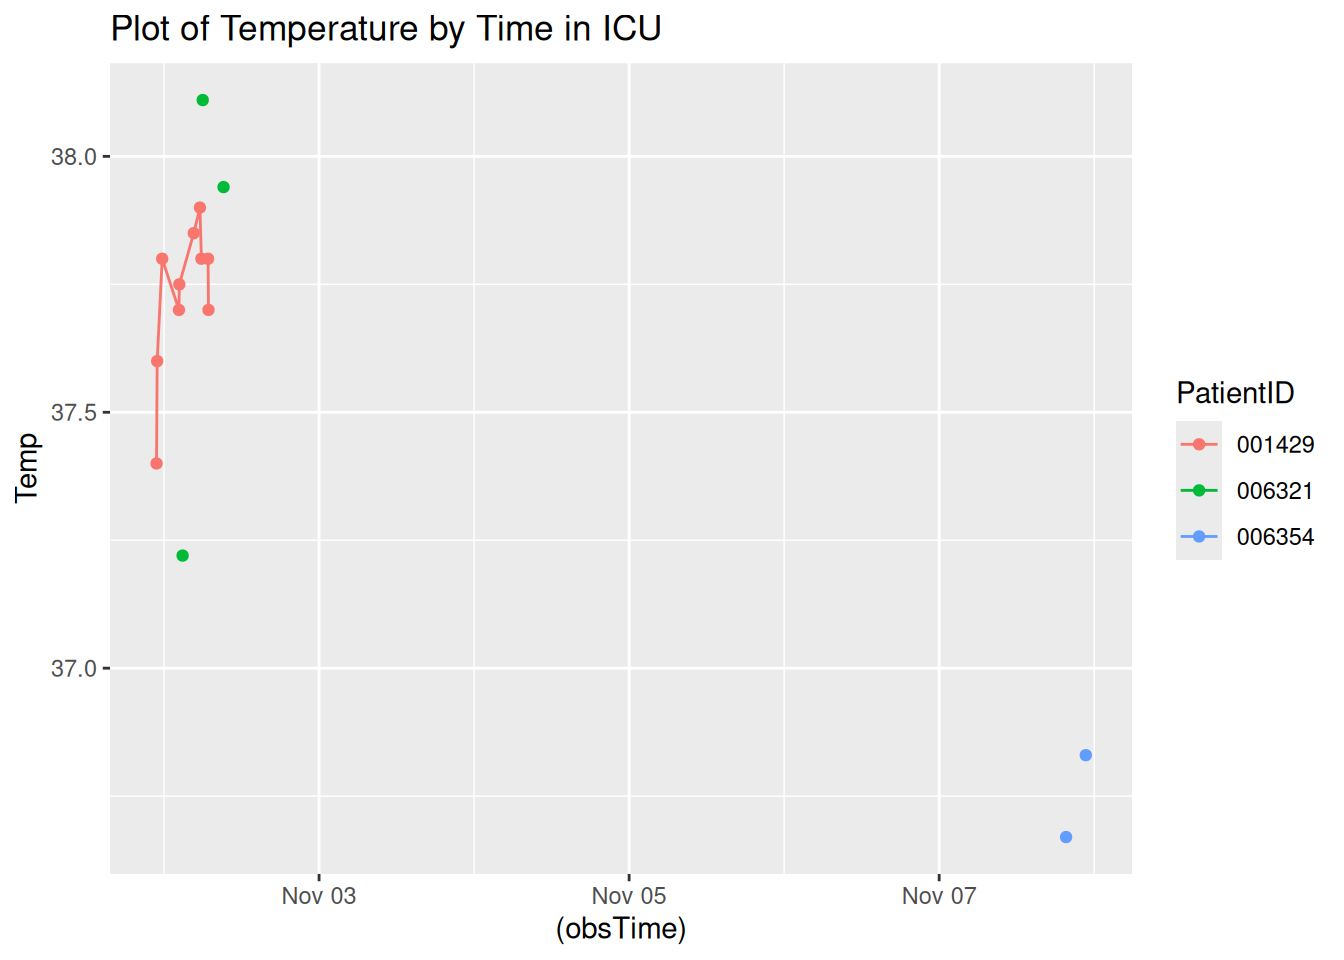 Plot of Temperature by Time in ICU
38.0
37.5
37.0
Temp
Nov 03
Nov 05
Nov 07
(obsTime)
PatientID
001429
006321
006354